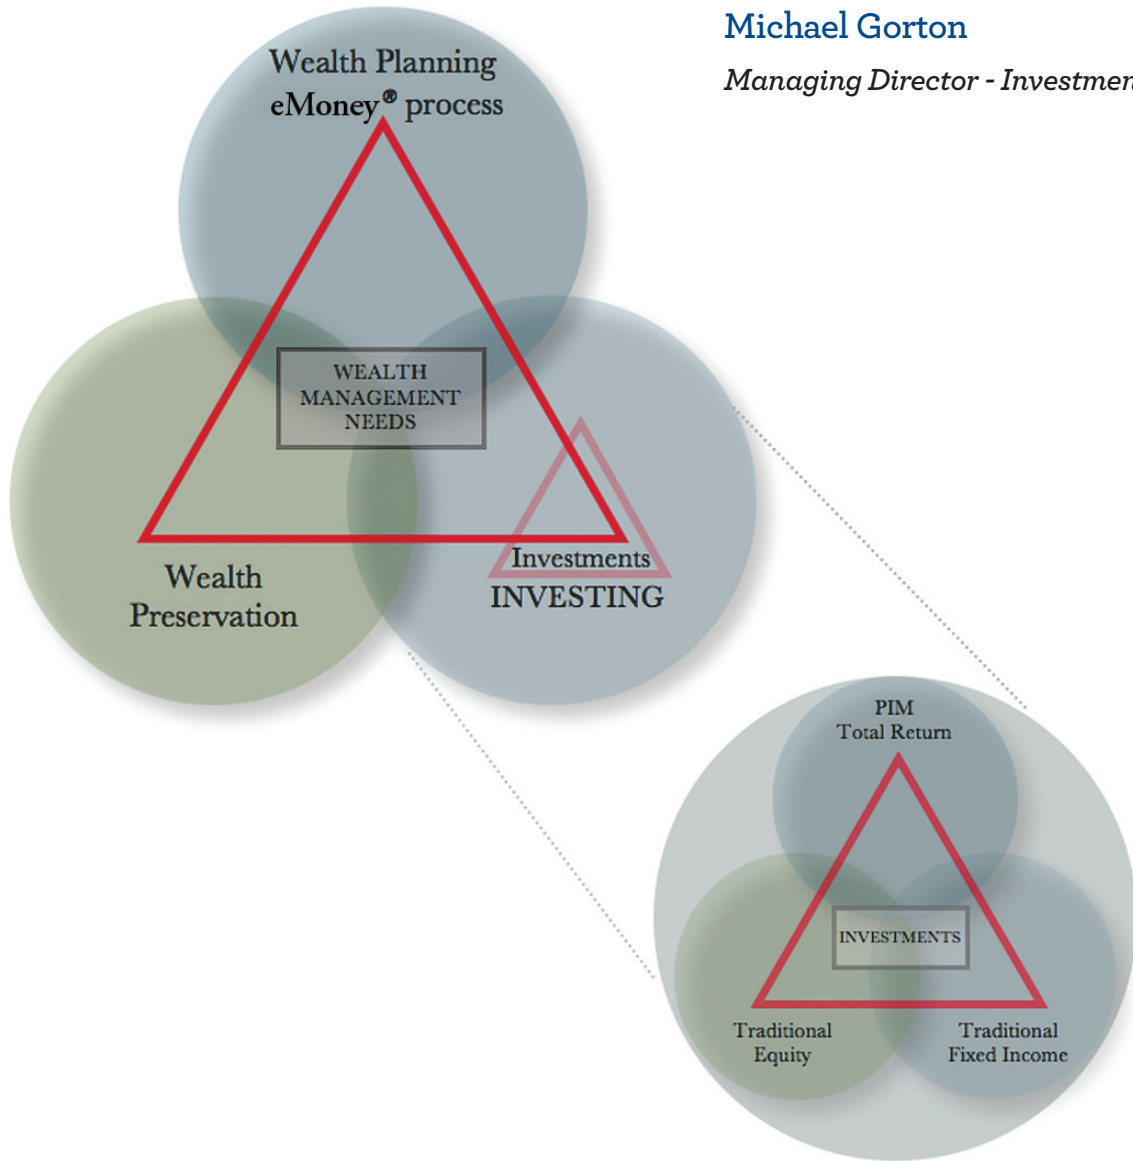 Michael Gorton
Managing Director - Investmen
Wealth Planning
eMoney® process
WEALTH
MANAGEMENT
NEEDS
Investments
INVESTING
Wealth
Preservation
PIM
Total Return
INVESTMENTS
Traditional
Equity
Traditional
Fixed Income